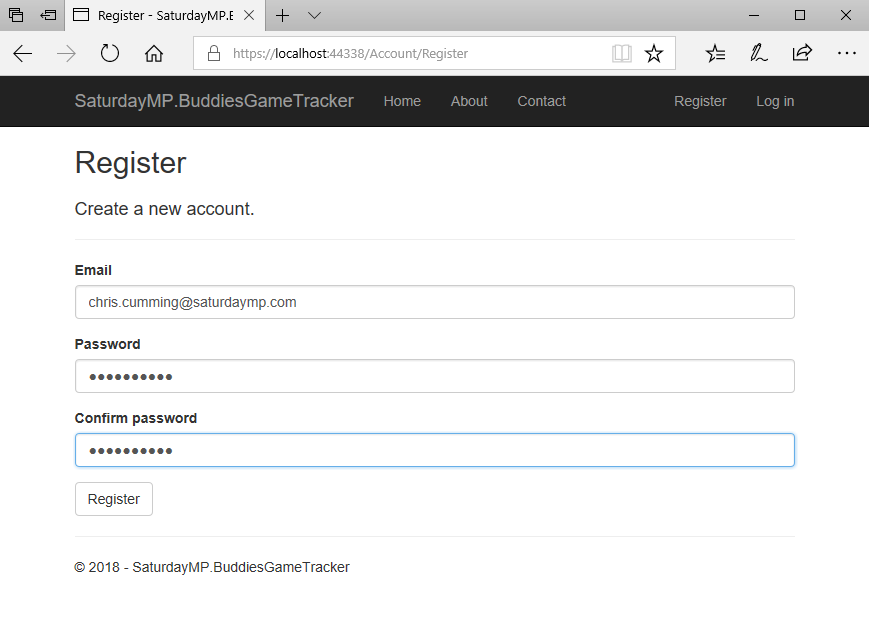 Register - SaturdayMP.E
https://localhost:44338/Account/Register
SaturdayMP.BuddiesGameTracker Home About Contact Register Log in
Register
Create a new account.
Email
chris.cumming@saturdaymp.com
Password
●●●●●●●●●●
Confirm password
●●●●●●●●●●
Register
© 2018 - SaturdayMP.BuddiesGameTracker